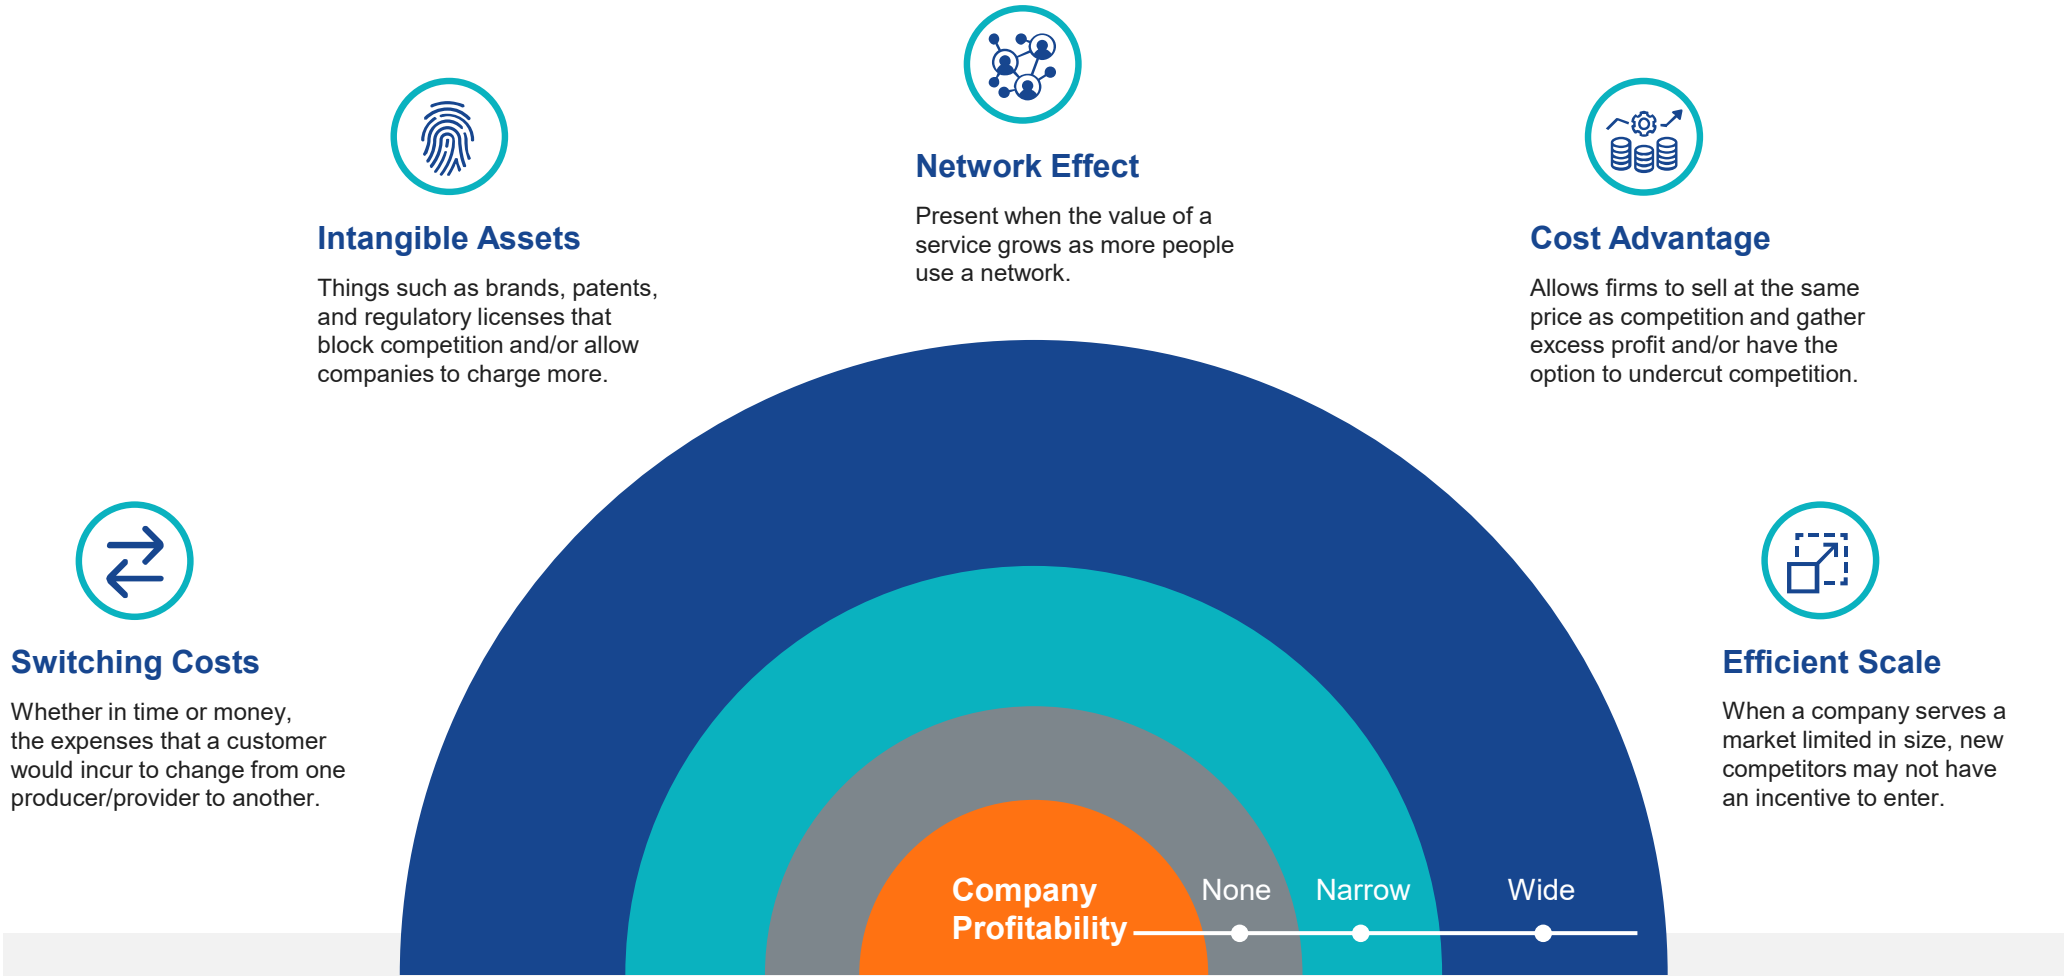 Network Effect
Present when the value of a
service grows as more people
use a network.
Intangible Assets
Things such as brands, patents,
and regulatory licenses that
block competition and/or allow
companies to charge more.
Cost Advantage
Allows firms to sell at the same
price as competition and gather
excess profit and/or have the
option to undercut competition.
Switching Costs
Whether in time or money,
the expenses that a customer
would incur to change from one
producer/provider to another.
Efficient Scale
When a company serves a
market limited in size, new
competitors may not have
an incentive to enter.
Company
Profitability
None
Narrow
Wide